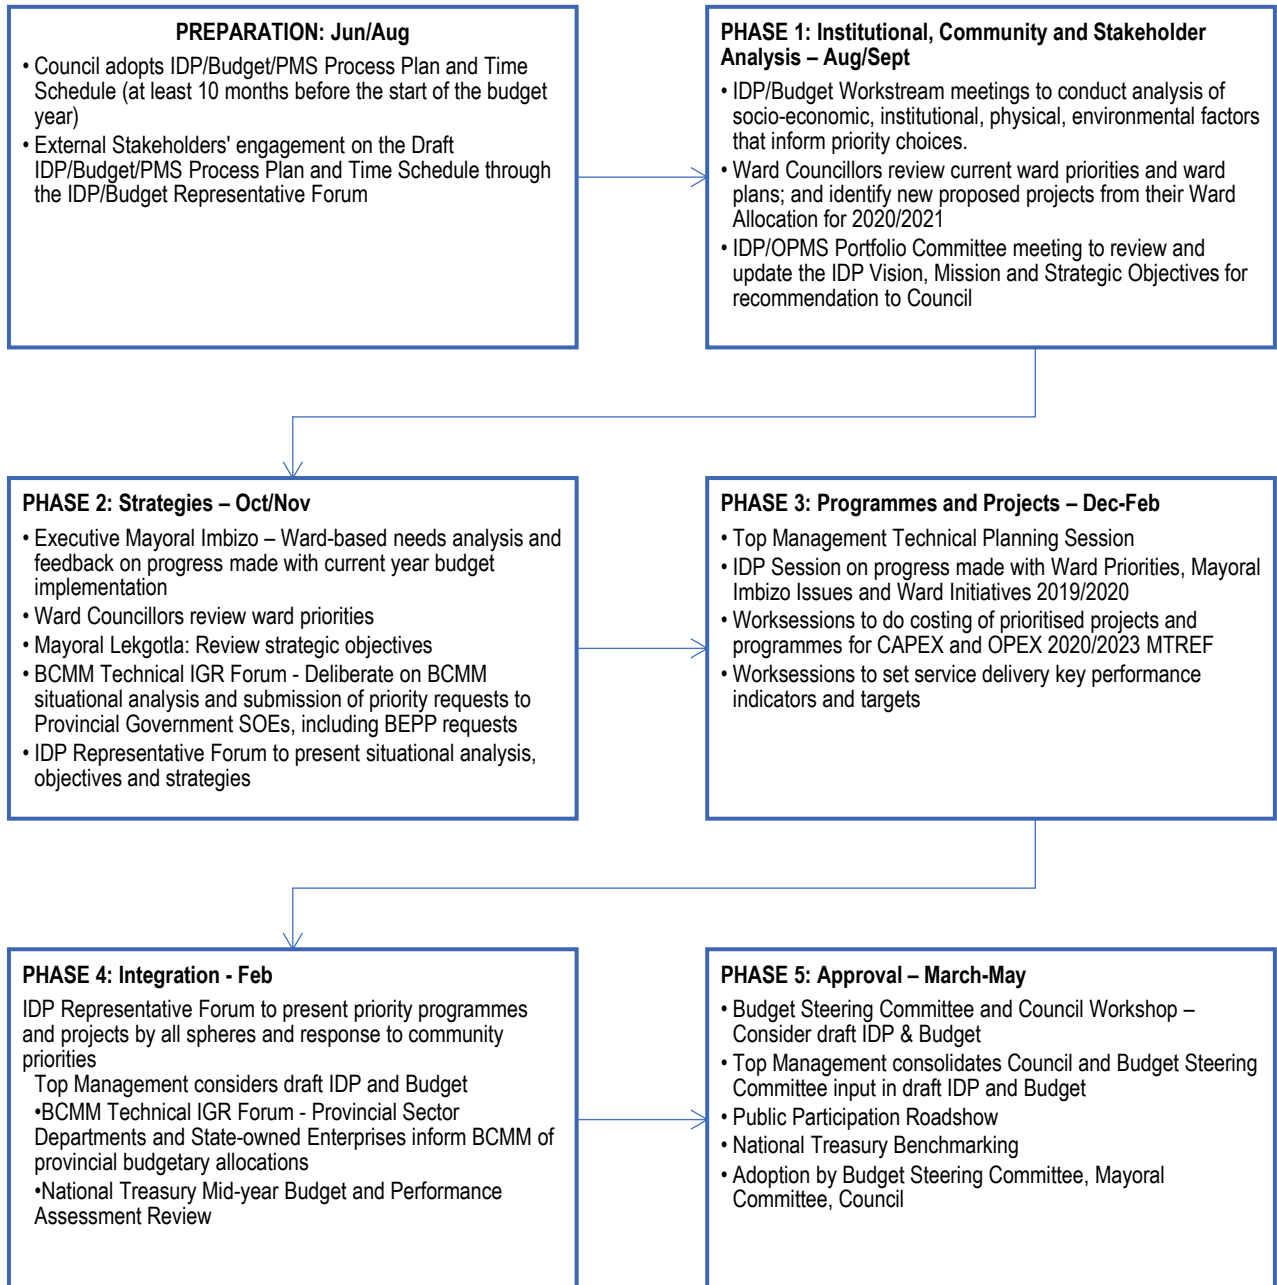 PREPARATION: Jun/Aug
• Council adopts IDP/Budget/PMS Process Plan and Time
Schedule (at least 10 months before the start of the budget
year)
• External Stakeholders' engagement on the Draft
IDP/Budget/PMS Process Plan and Time Schedule through
the IDP/Budget Representative Forum
PHASE 1: Institutional, Community and Stakeholder
Analysis – Aug/Sept
• IDP/Budget Workstream meetings to conduct analysis of
socio-economic, institutional, physical, environmental factors
that inform priority choices.
• Ward Councillors review current ward priorities and ward
plans; and identify new proposed projects from their Ward
Allocation for 2020/2021
• IDP/OPMS Portfolio Committee meeting to review and
update the IDP Vision, Mission and Strategic Objectives for
recommendation to Council
PHASE 2: Strategies – Oct/Nov
• Executive Mayoral Imbizo – Ward-based needs analysis and
feedback on progress made with current year budget
implementation
• Ward Councillors review ward priorities
• Mayoral Lekgotla: Review strategic objectives
• BCMM Technical IGR Forum - Deliberate on BCMM
situational analysis and submission of priority requests to
Provincial Government SOEs, including BEPP requests
• IDP Representative Forum to present situational analysis,
objectives and strategies
PHASE 3: Programmes and Projects – Dec-Feb
• Top Management Technical Planning Session
• IDP Session on progress made with Ward Priorities, Mayoral
Imbizo Issues and Ward Initiatives 2019/2020
• Worksessions to do costing of prioritised projects and
programmes for CAPEX and OPEX 2020/2023 MTREF
• Worksessions to set service delivery key performance
indicators and targets
PHASE 4: Integration - Feb
IDP Representative Forum to present priority programmes
and projects by all spheres and response to community
priorities
Top Management considers draft IDP and Budget
•BCMM Technical IGR Forum - Provincial Sector
Departments and State-owned Enterprises inform BCMM of
provincial budgetary allocations
•National Treasury Mid-year Budget and Performance
Assessment Review
PHASE 5: Approval – March-May
• Budget Steering Committee and Council Workshop –
Consider draft IDP & Budget
• Top Management consolidates Council and Budget Steering
Committee input in draft IDP and Budget
• Public Participation Roadshow
• National Treasury Benchmarking
• Adoption by Budget Steering Committee, Mayoral
Committee, Council